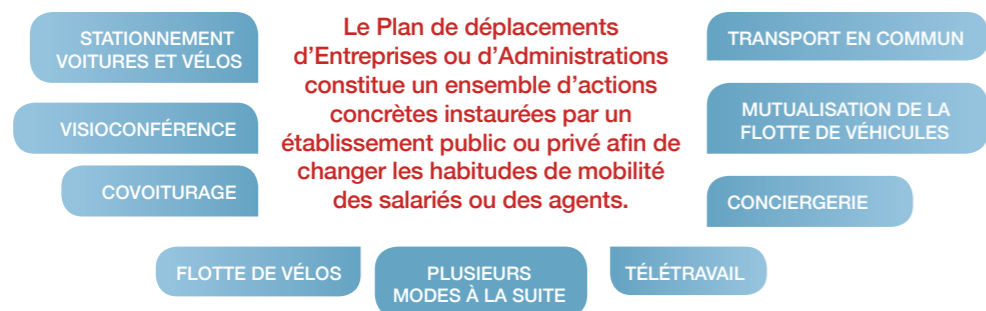 STATIONNEMENT
VOITURES ET VÉLOS
VISIOCONFÉRENCE
COVOITURAGE
Le Plan de déplacements
d’Entreprises ou d’Administrations
constitue un ensemble d’actions
concrètes instaurées par un
établissement public ou privé afin de
changer les habitudes de mobilité
des salariés ou des agents.
TRANSPORT EN COMMUN
MUTUALISATION DE LA
FLOTTE DE VÉHICULES
CONCIERGERIE
FLOTTE DE VÉLOS
PLUSIEURS
MODES À LA SUITE
TÉLÉTRAVAIL